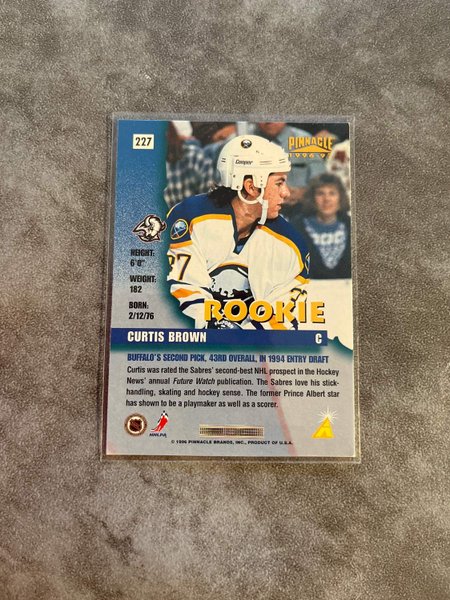 227
PINNACLE
1996-97
Cooper
37
HEIGHT:
6'0"
WEIGHT:
182
BORN:
2/12/76
ROOKIE
CURTIS BROWN C
BUFFALO'S SECOND PICK, 43RD OVERALL, IN 1994 ENTRY DRAFT
Curtis was rated the Sabres' second-best NHL prospect in the Hockey
News' annual Future Watch publication. The Sabres love his stick-
handling, skating and hockey sense. The former Prince Albert star
has shown to be a playmaker as well as a scorer.
NHLPA
© 1996 PINNACLE BRANDS, INC., PRODUCT OF U.S.A.